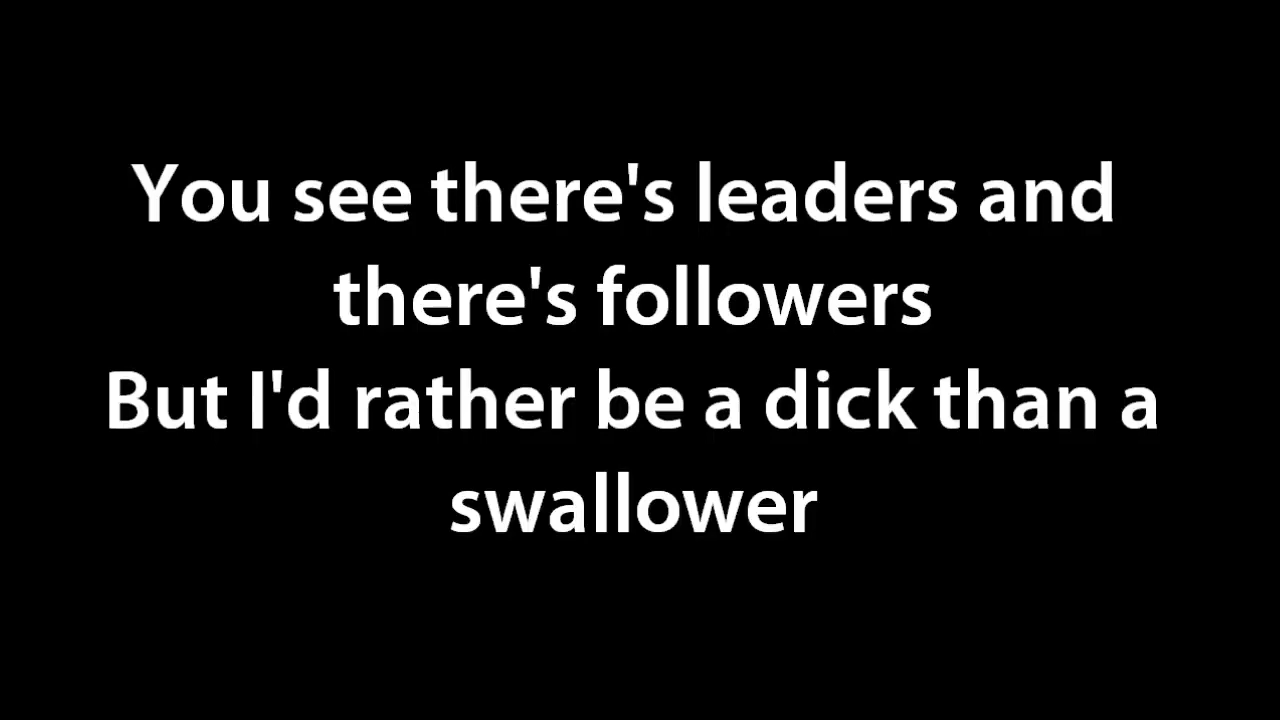 You see there's leaders and
there's followers
But I'd rather be a dick than a
swallower